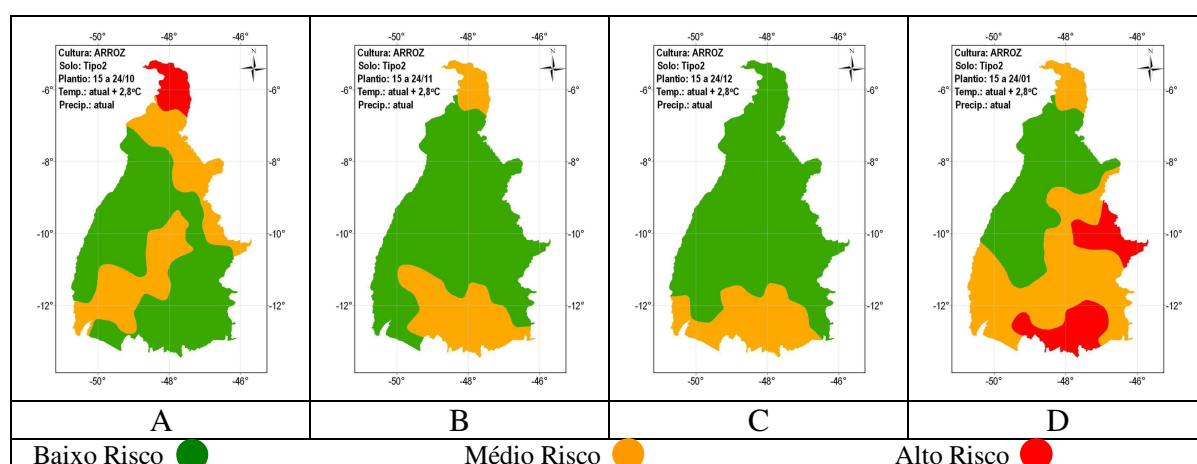 -50° -48° -46°
Cultura: ARROZ
Solo: Tipo2
Plantio: 15 a 24/10
Temp.: atual + 2,8ºC
Precip.: atual
N
-6° -6°
-8° -8°
-10° -10°
-12° -12°
-50° -48° -46°
-50° -48° -46°
Cultura: ARROZ
Solo: Tipo2
Plantio: 15 a 24/11
Temp.: atual + 2,8ºC
Precip.: atual
N
-6° -6°
-8° -8°
-10° -10°
-12° -12°
-50° -48° -46°
-50° -48° -46°
Cultura: ARROZ
Solo: Tipo2
Plantio: 15 a 24/12
Temp.: atual + 2,8ºC
Precip.: atual
N
-6° -6°
-8° -8°
-10° -10°
-12° -12°
-50° -48° -46°
-50° -48° -46°
Cultura: ARROZ
Solo: Tipo2
Plantio: 15 a 24/01
Temp.: atual + 2,8ºC
Precip.: atual
N
-6° -6°
-8° -8°
-10° -10°
-12° -12°
-50° -48° -46°
A B C D
Baixo Risco Médio Risco Alto Risco